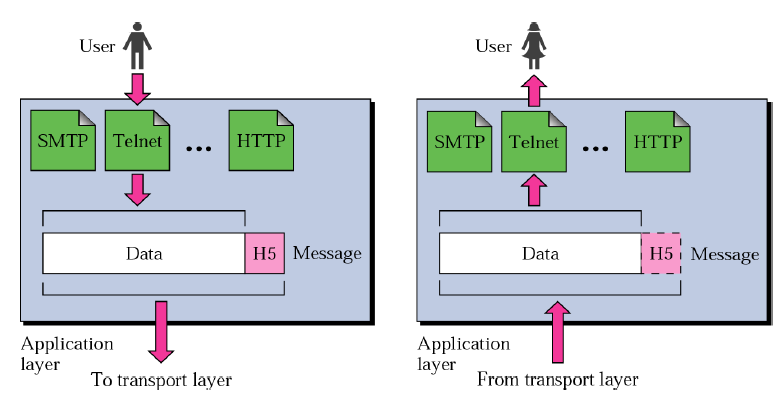 User
SMTP
Telnet
...
HTTP
Data
H5
Message
Application
layer
To transport layer
User
SMTP
Telnet
...
HTTP
Data
H5
Message
Application
layer
From transport layer